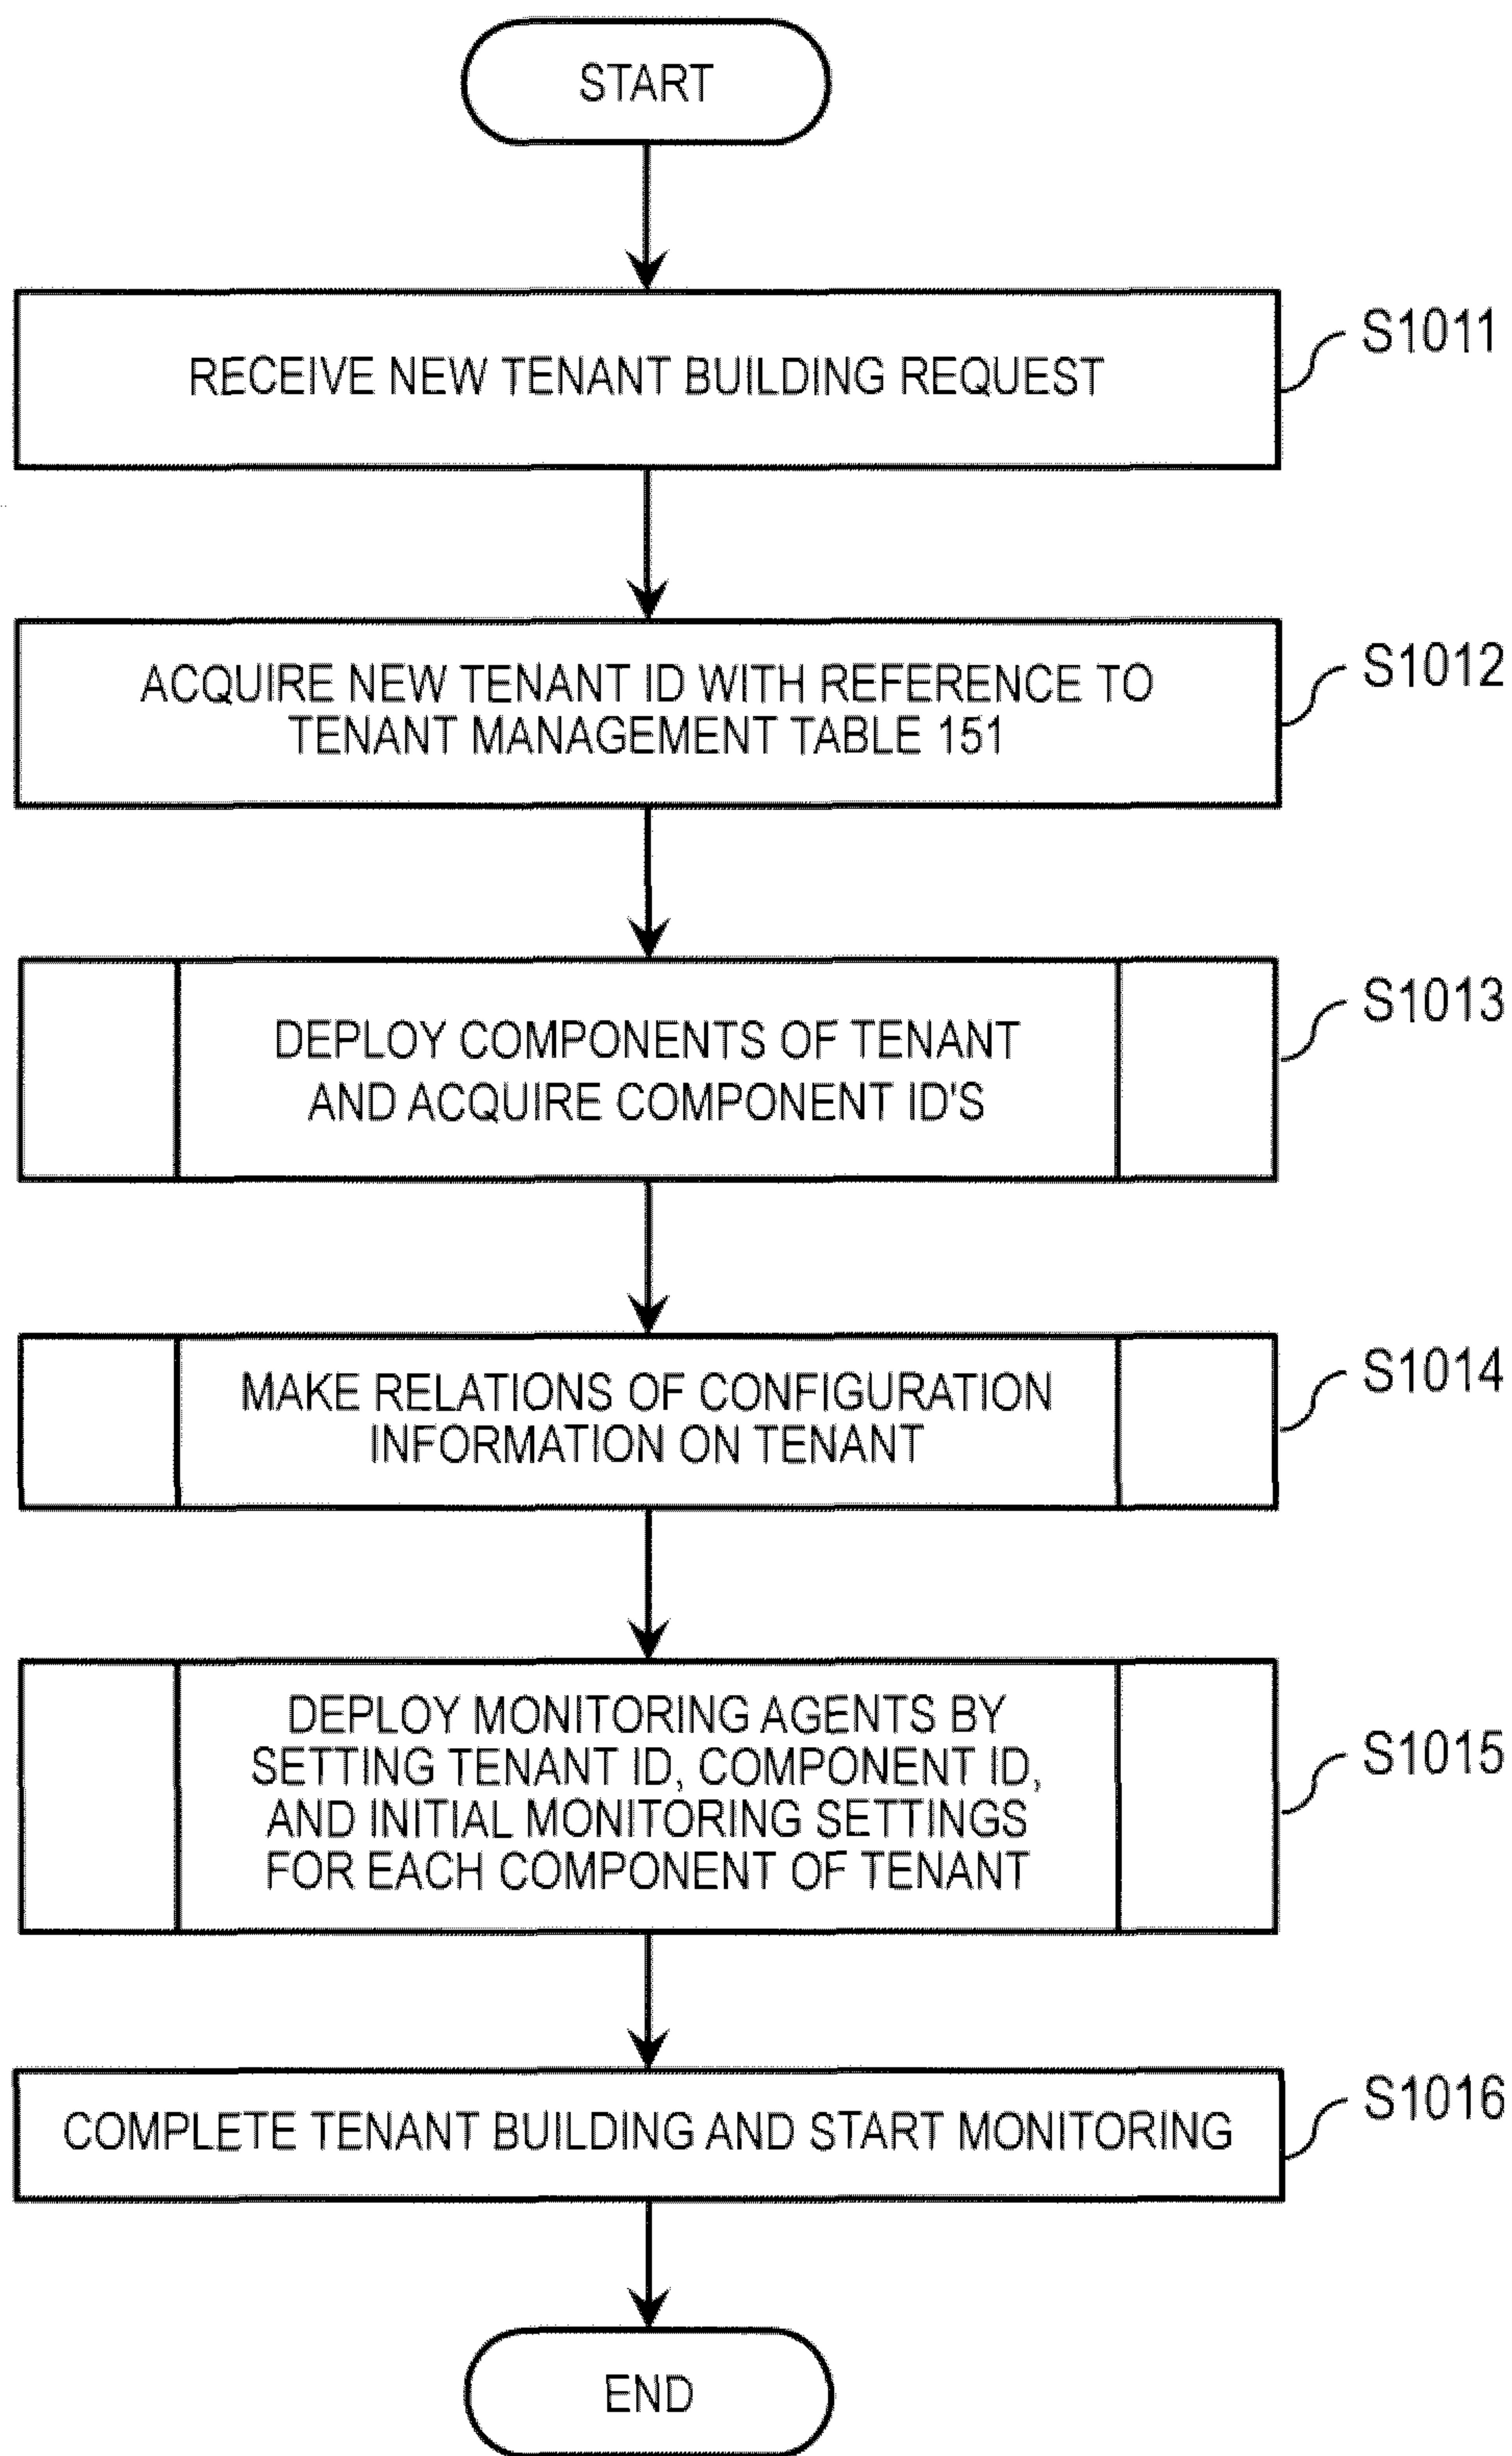 START
RECEIVE NEW TENANT BUILDING REQUEST
S1011
ACQUIRE NEW TENANT ID WITH REFERENCE TO
TENANT MANAGEMENT TABLE 151
S1012
DEPLOY COMPONENTS OF TENANT
AND ACQUIRE COMPONENT ID'S
S1013
MAKE RELATIONS OF CONFIGURATION
INFORMATION ON TENANT
S1014
DEPLOY MONITORING AGENTS BY
SETTING TENANT ID, COMPONENT ID,
AND INITIAL MONITORING SETTINGS
FOR EACH COMPONENT OF TENANT
S1015
COMPLETE TENANT BUILDING AND START MONITORING
S1016
END